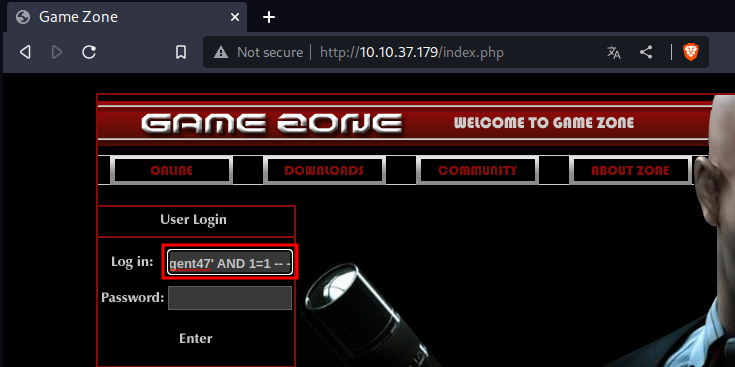 Game Zone
Not secure http://10.10.37.179/index.php
GAME ZONE WELCOME TO GAME ZONE
ONLINE DOWNLONDS COMMUNITY ABOUT ZONE
User Login
Log in: gent47' AND 1=1 -- -
Password:
Enter